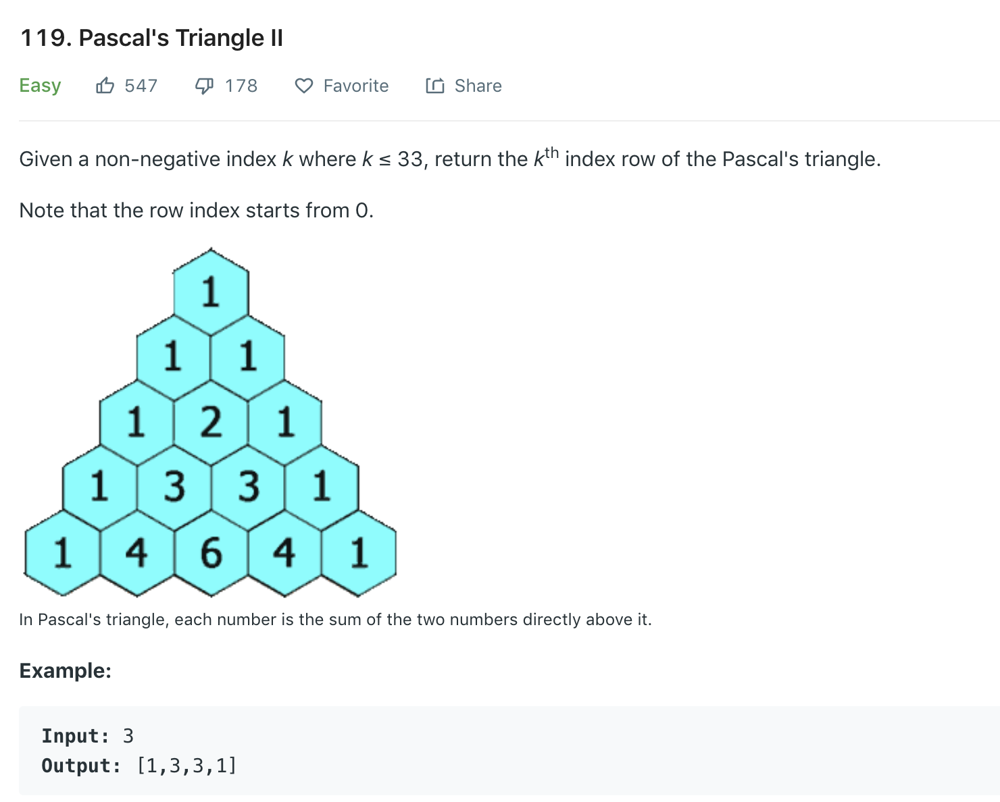 119. Pascal's Triangle II
Easy 547 178 Favorite Share
Given a non-negative index k where k ≤ 33, return the kth index row of the Pascal's triangle.
Note that the row index starts from 0.
1
1 1
1 2 1
1 3 3 1
1 4 6 4 1
In Pascal's triangle, each number is the sum of the two numbers directly above it.
Example:
Input: 3
Output: [1,3,3,1]